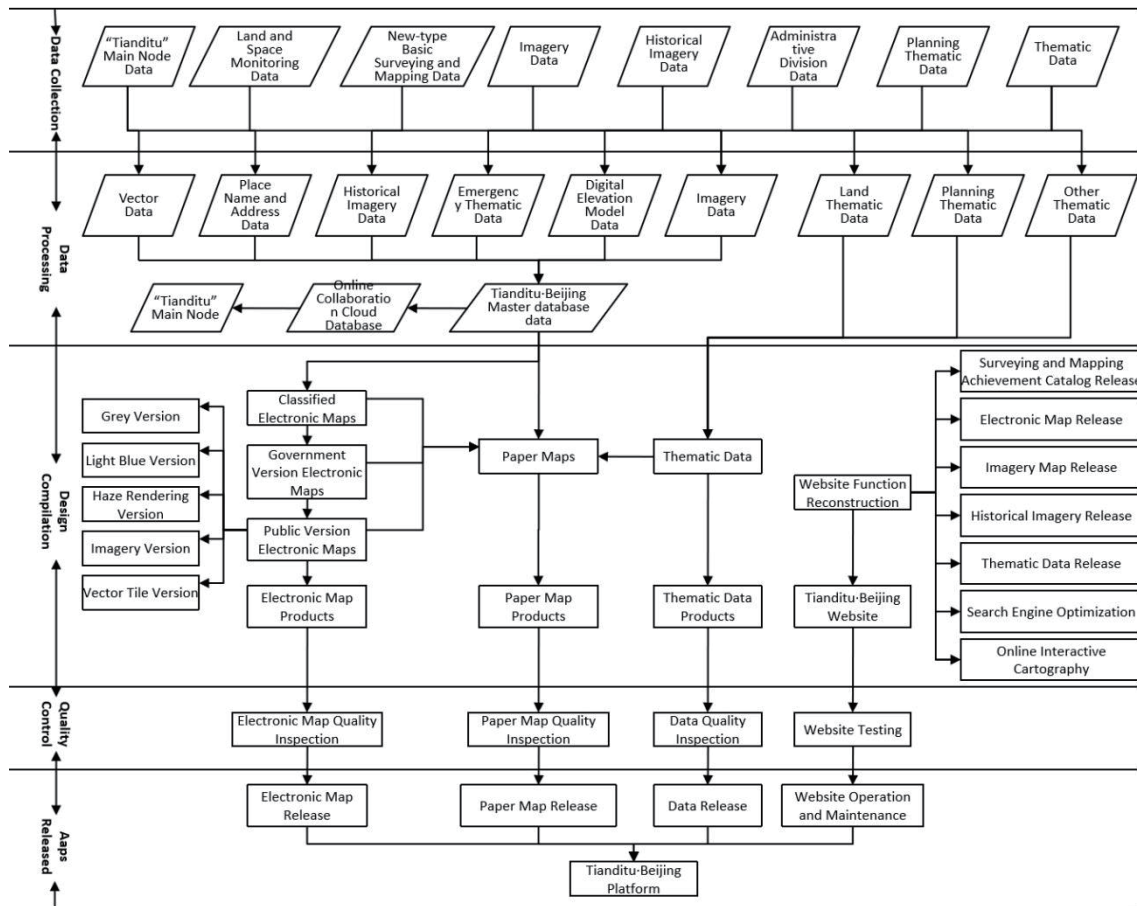 Data Collection
"Tianditu"
Main Node
Data
Land and
Space
Monitoring
Data
New-type
Basic
Surveying and
Mapping Data
Imagery
Data
Historical
Imagery Data
Administra
tive
Division Data
Planning
Thematic
Data
Thematic
Data
Data
Processing
Vector
Data
Place
Name and
Address
Data
Historical
Imagery
Data
Emergenc
y Thematic
Data
Digital
Elevation
Model Data
Imagery
Data
Land
Thematic
Data
Planning
Thematic
Data
Other
Thematic
Data
"Tianditu"
Main Node
Online
Collaboratio
n Cloud
Database
Tianditu·Beijing
Master database
data
Design
Compilation
Grey Version
Light Blue Version
Haze Rendering
Version
Imagery Version
Vector Tile Version
Classified
Electronic Maps
Government
Version Electronic
Maps
Public Version
Electronic Maps
Electronic Map
Products
Paper Maps
Paper Map
Products
Thematic Data
Thematic Data
Products
Website Function
Reconstruction
Tianditu·Beijing
Website
Surveying and Mapping
Achievement Catalog Release
Electronic Map Release
Imagery Map Release
Historical Imagery Release
Thematic Data Release
Search Engine Optimization
Online Interactive
Cartography
Quality
Control
Electronic Map Quality
Inspection
Paper Map Quality
Inspection
Data Quality
Inspection
Website Testing
Aaps
Released
Electronic Map
Release
Paper Map Release
Data Release
Website Operation
and Maintenance
Tianditu·Beijing
Platform